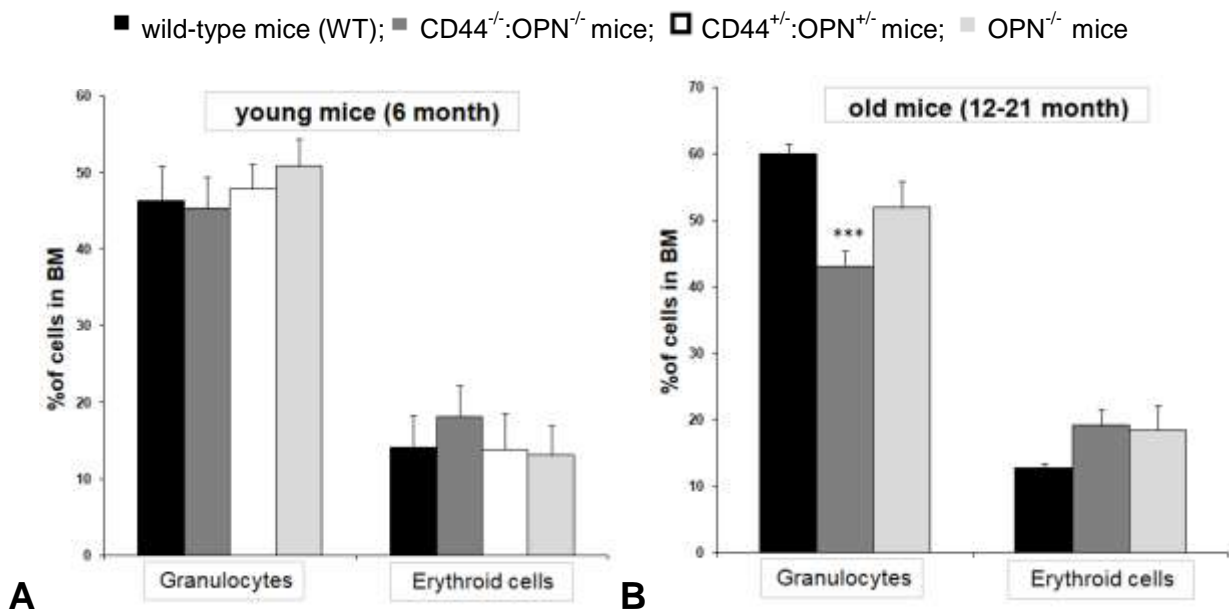 wild-type mice (WT); CD44-/-:OPN-/- mice; CD44+/-:OPN+/- mice; OPN-/- mice
young mice (6 month)
%of cells in BM
60
50
40
30
20
10
0
Granulocytes
Erythroid cells
A
old mice (12-21 month)
%of cells in BM
70
60
50
40
30
20
10
0
***
Granulocytes
Erythroid cells
B